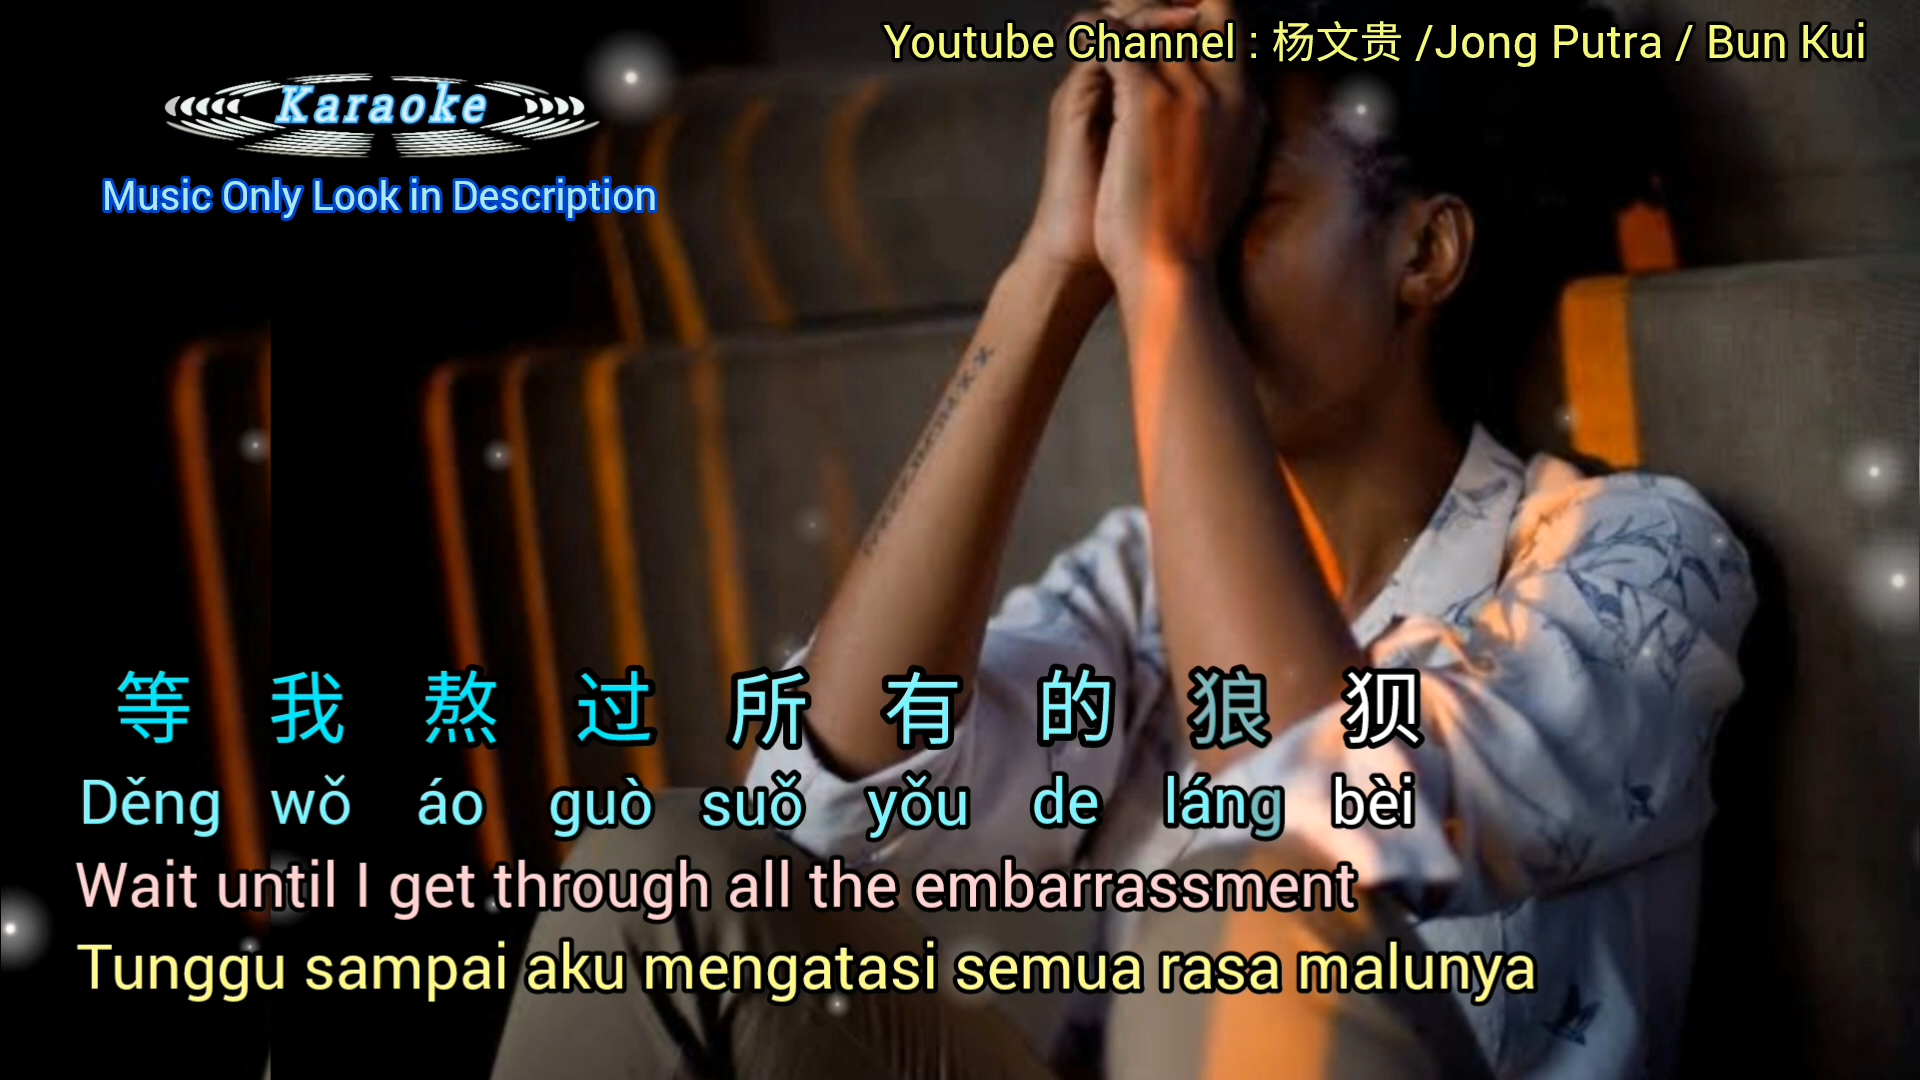 Youtube Channel : 杨文贵 /Jong Putra / Bun Kui
Karaoke
Music Only Look in Description
等 我 熬 过 所 有 的 狼 狈
Děng wǒ áo guò suǒ yǒu de láng bèi
Wait until I get through all the embarrassment
Tunggu sampai aku mengatasi semua rasa malunya